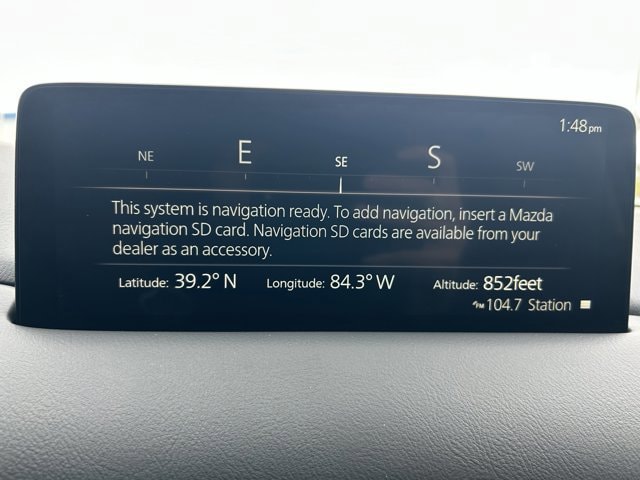 1:48pm
NE E SE S SW
This system is navigation ready. To add navigation, insert a Mazda
navigation SD card. Navigation SD cards are available from your
dealer as an accessory.
Latitude: 39.2° N Longitude: 84.3° W Altitude: 852feet
FM 104.7 Station